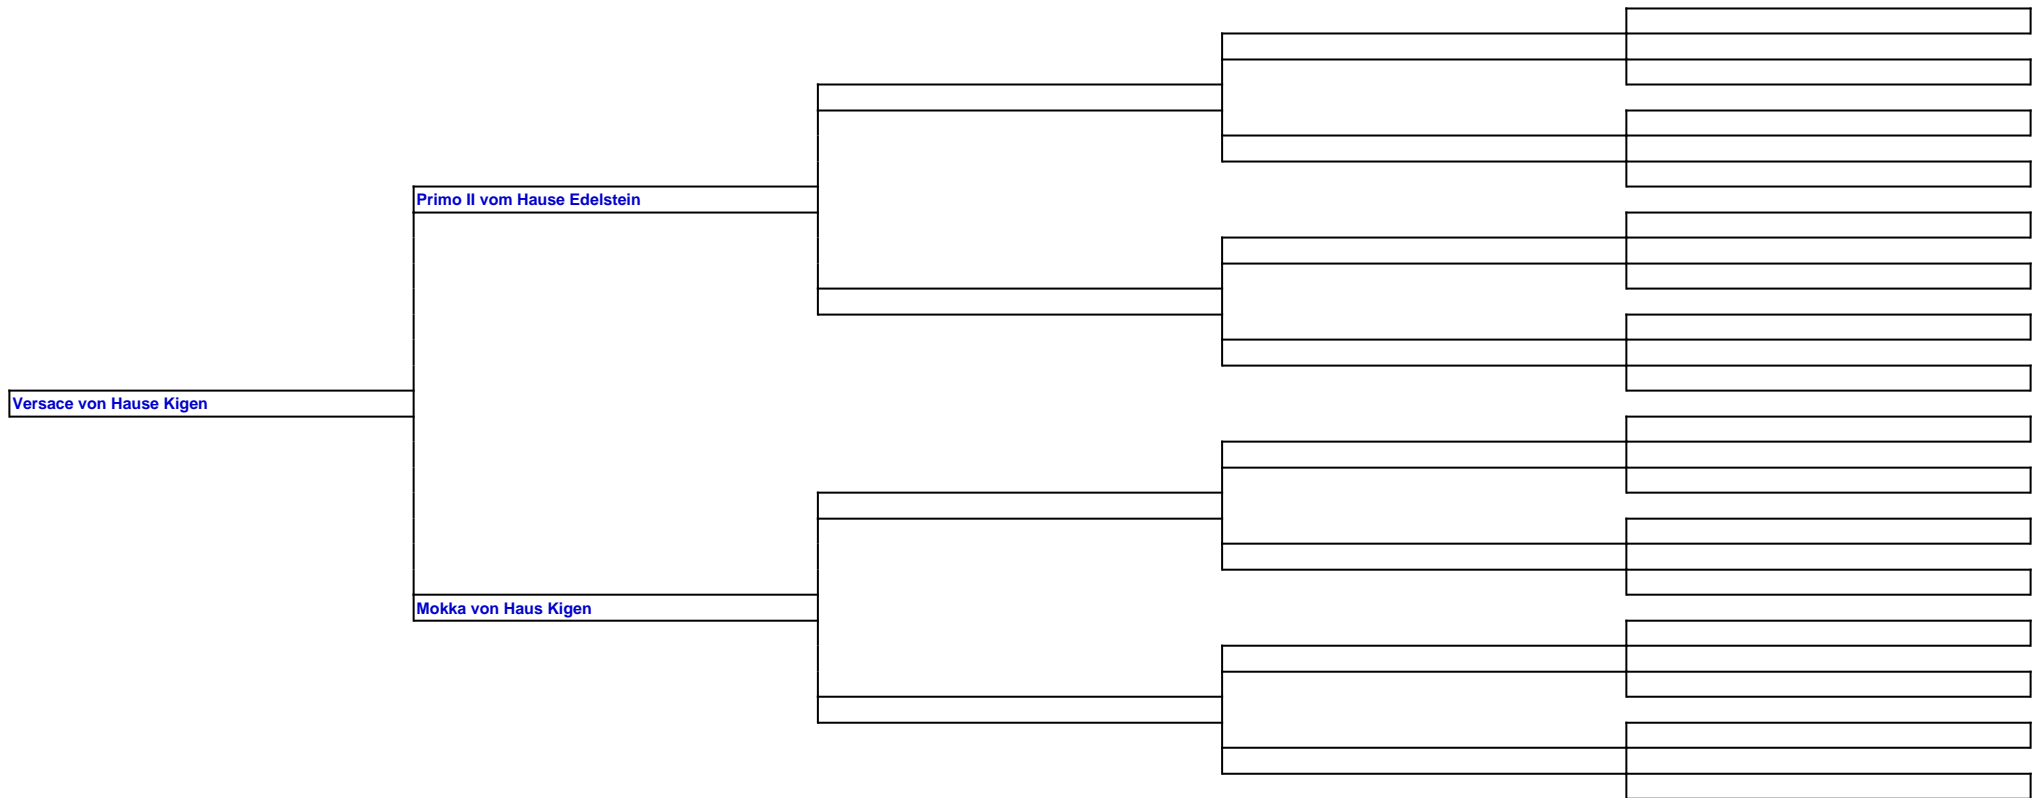 Primo II vom Hause Edelstein
Versace von Hause Kigen
Mokka von Haus Kigen